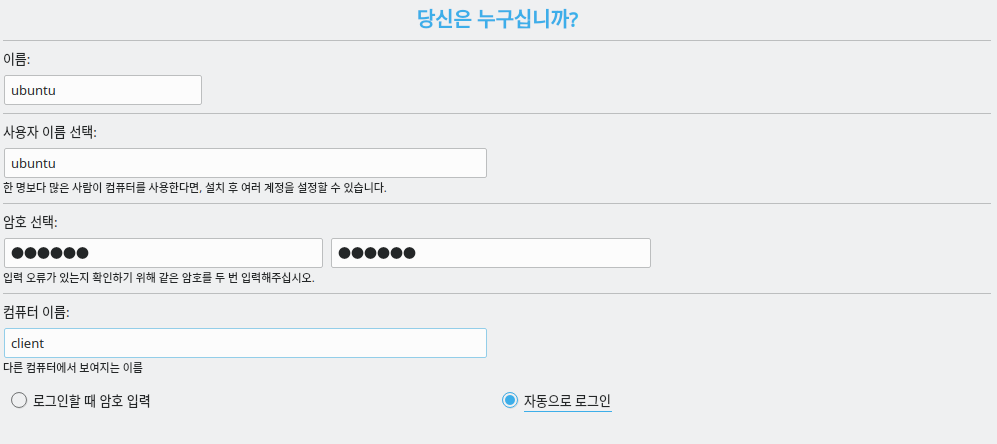 당신은 누구십니까?
이름:
ubuntu
사용자 이름 선택:
ubuntu
한 명보다 많은 사람이 컴퓨터를 사용한다면, 설치 후 여러 계정을 설정할 수 있습니다.
암호 선택:
●●●●●● ●●●●●●
입력 오류가 있는지 확인하기 위해 같은 암호를 두 번 입력해주십시오.
컴퓨터 이름:
client
다른 컴퓨터에서 보여지는 이름
로그인할 때 암호 입력 자동으로 로그인